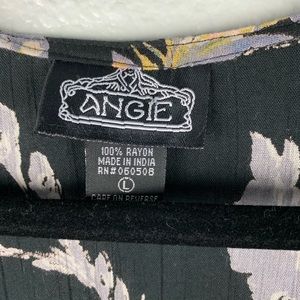 ANGIE
100% RAYON
MADE IN INDIA
RN#060508
L
CARE ON REVERSE